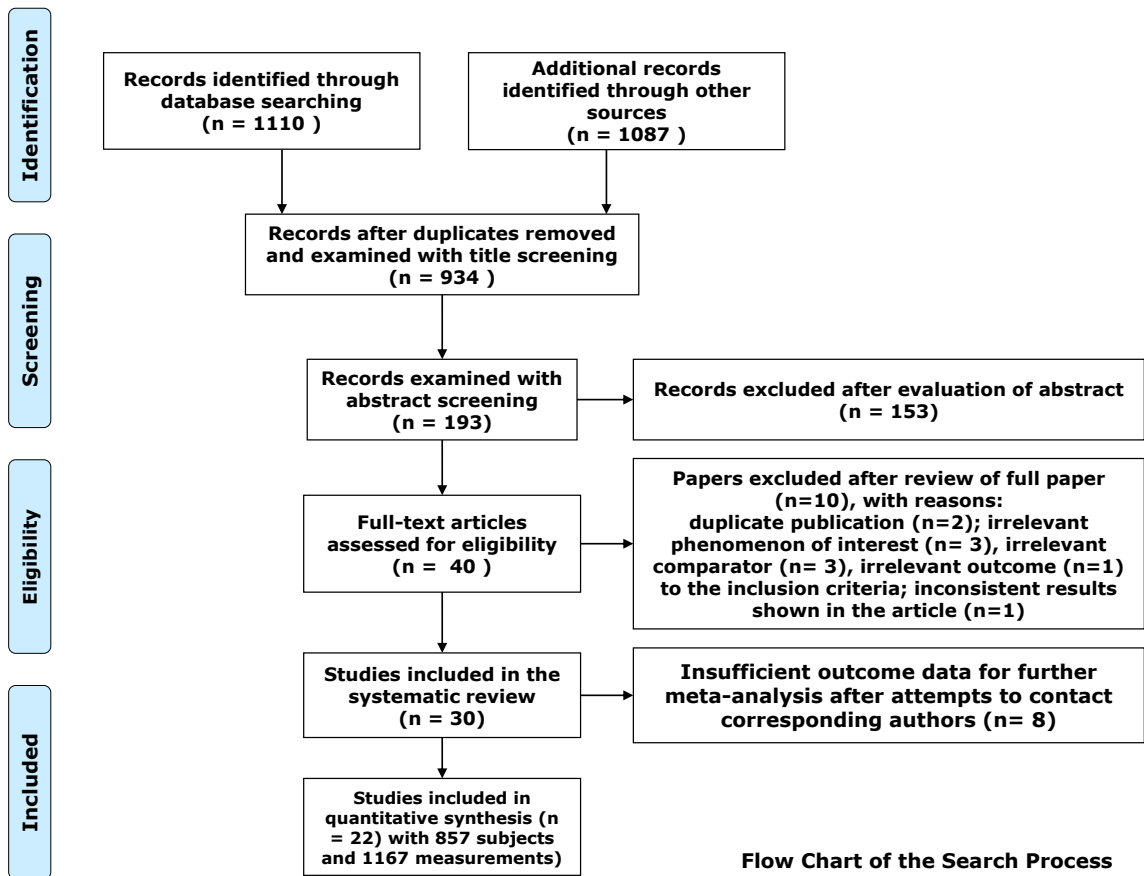 Identification
Records identified through
database searching
(n = 1110 )
Additional records
identified through other
sources
(n = 1087 )
Screening
Records after duplicates removed
and examined with title screening
(n = 934 )
Records examined with
abstract screening
(n = 193)
Records excluded after evaluation of abstract
(n = 153)
Eligibility
Full-text articles
assessed for eligibility
(n =  40 )
Papers excluded after review of full paper
(n=10), with reasons:
duplicate publication (n=2); irrelevant
phenomenon of interest (n= 3), irrelevant
comparator (n= 3), irrelevant outcome (n=1)
to the inclusion criteria; inconsistent results
shown in the article (n=1)
Included
Studies included in the
systematic review
(n = 30)
Insufficient outcome data for further
meta-analysis after attempts to contact
corresponding authors (n= 8)
Studies included in
quantitative synthesis (n
= 22) with 857 subjects
and 1167 measurements)
Flow Chart of the Search Process